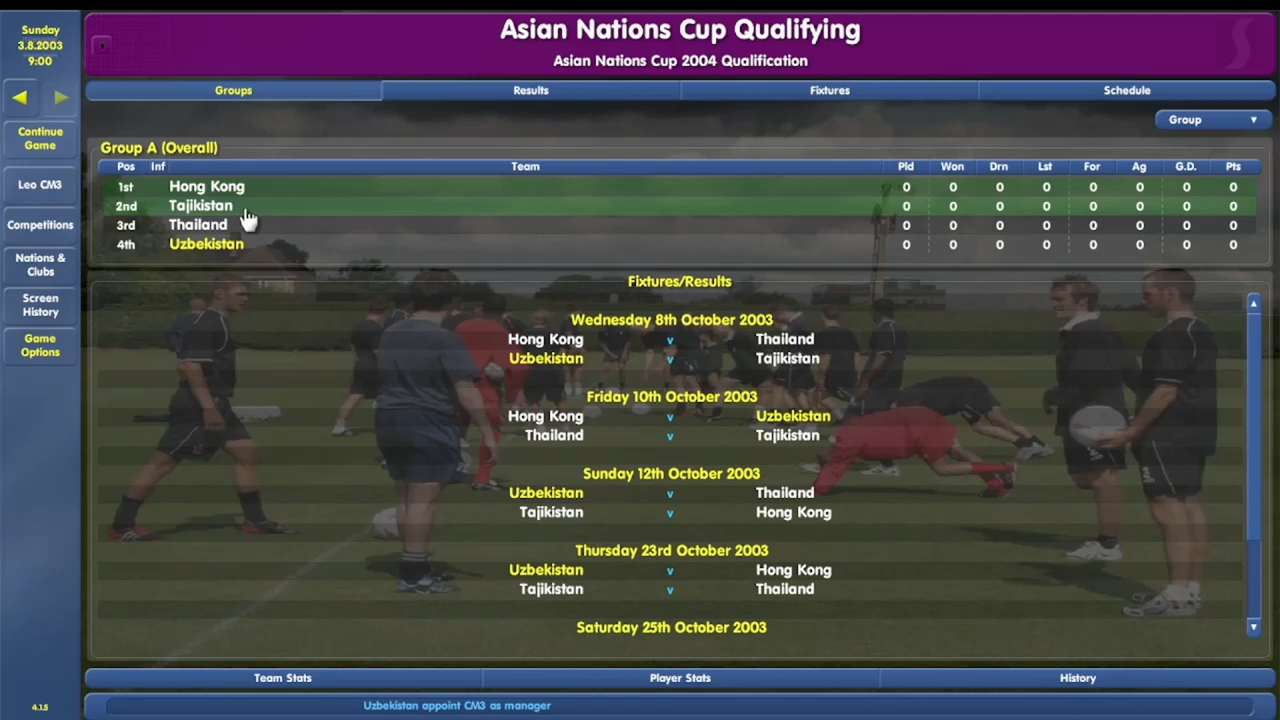 Sunday
3.8.2003
9:00
Continue
Game
Leo CM3
Competitions
Nations &
Clubs
Screen
History
Game
Options
4.1.5
Asian Nations Cup Qualifying
Asian Nations Cup 2004 Qualification
Groups Results Fixtures Schedule
Group
Group A (Overall)
Pos Inf Team Pld Won Drn Lst For Ag G.D. Pts
1st Hong Kong 0 0 0 0 0 0 0 0
2nd Tajikistan 0 0 0 0 0 0 0 0
3rd Thailand 0 0 0 0 0 0 0 0
4th Uzbekistan 0 0 0 0 0 0 0 0
Fixtures/Results
Wednesday 8th October 2003
Hong Kong v Thailand
Uzbekistan v Tajikistan
Friday 10th October 2003
Hong Kong v Uzbekistan
Thailand v Tajikistan
Sunday 12th October 2003
Uzbekistan v Thailand
Tajikistan v Hong Kong
Thursday 23rd October 2003
Uzbekistan v Hong Kong
Tajikistan v Thailand
Saturday 25th October 2003
Team Stats Player Stats History
Uzbekistan appoint CM3 as manager